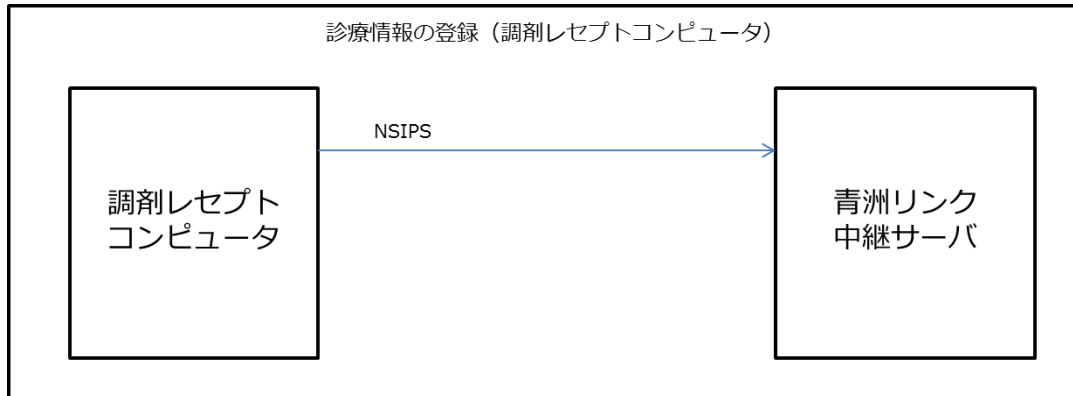 診療情報の登録（調剤レセプトコンピュータ）
NSIPS
調剤レセプト
コンピュータ
青洲リンク
中継サーバ